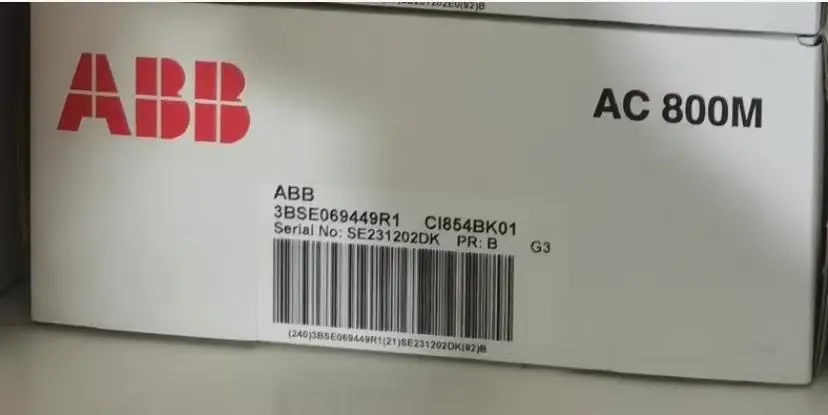 ABB
AC 800M
ABB
3BSE069449R1 CI854BK01
Serial No: SE231202DK PR: B G3
(240)3BSE069449R1(21)SE231202DK(92)B